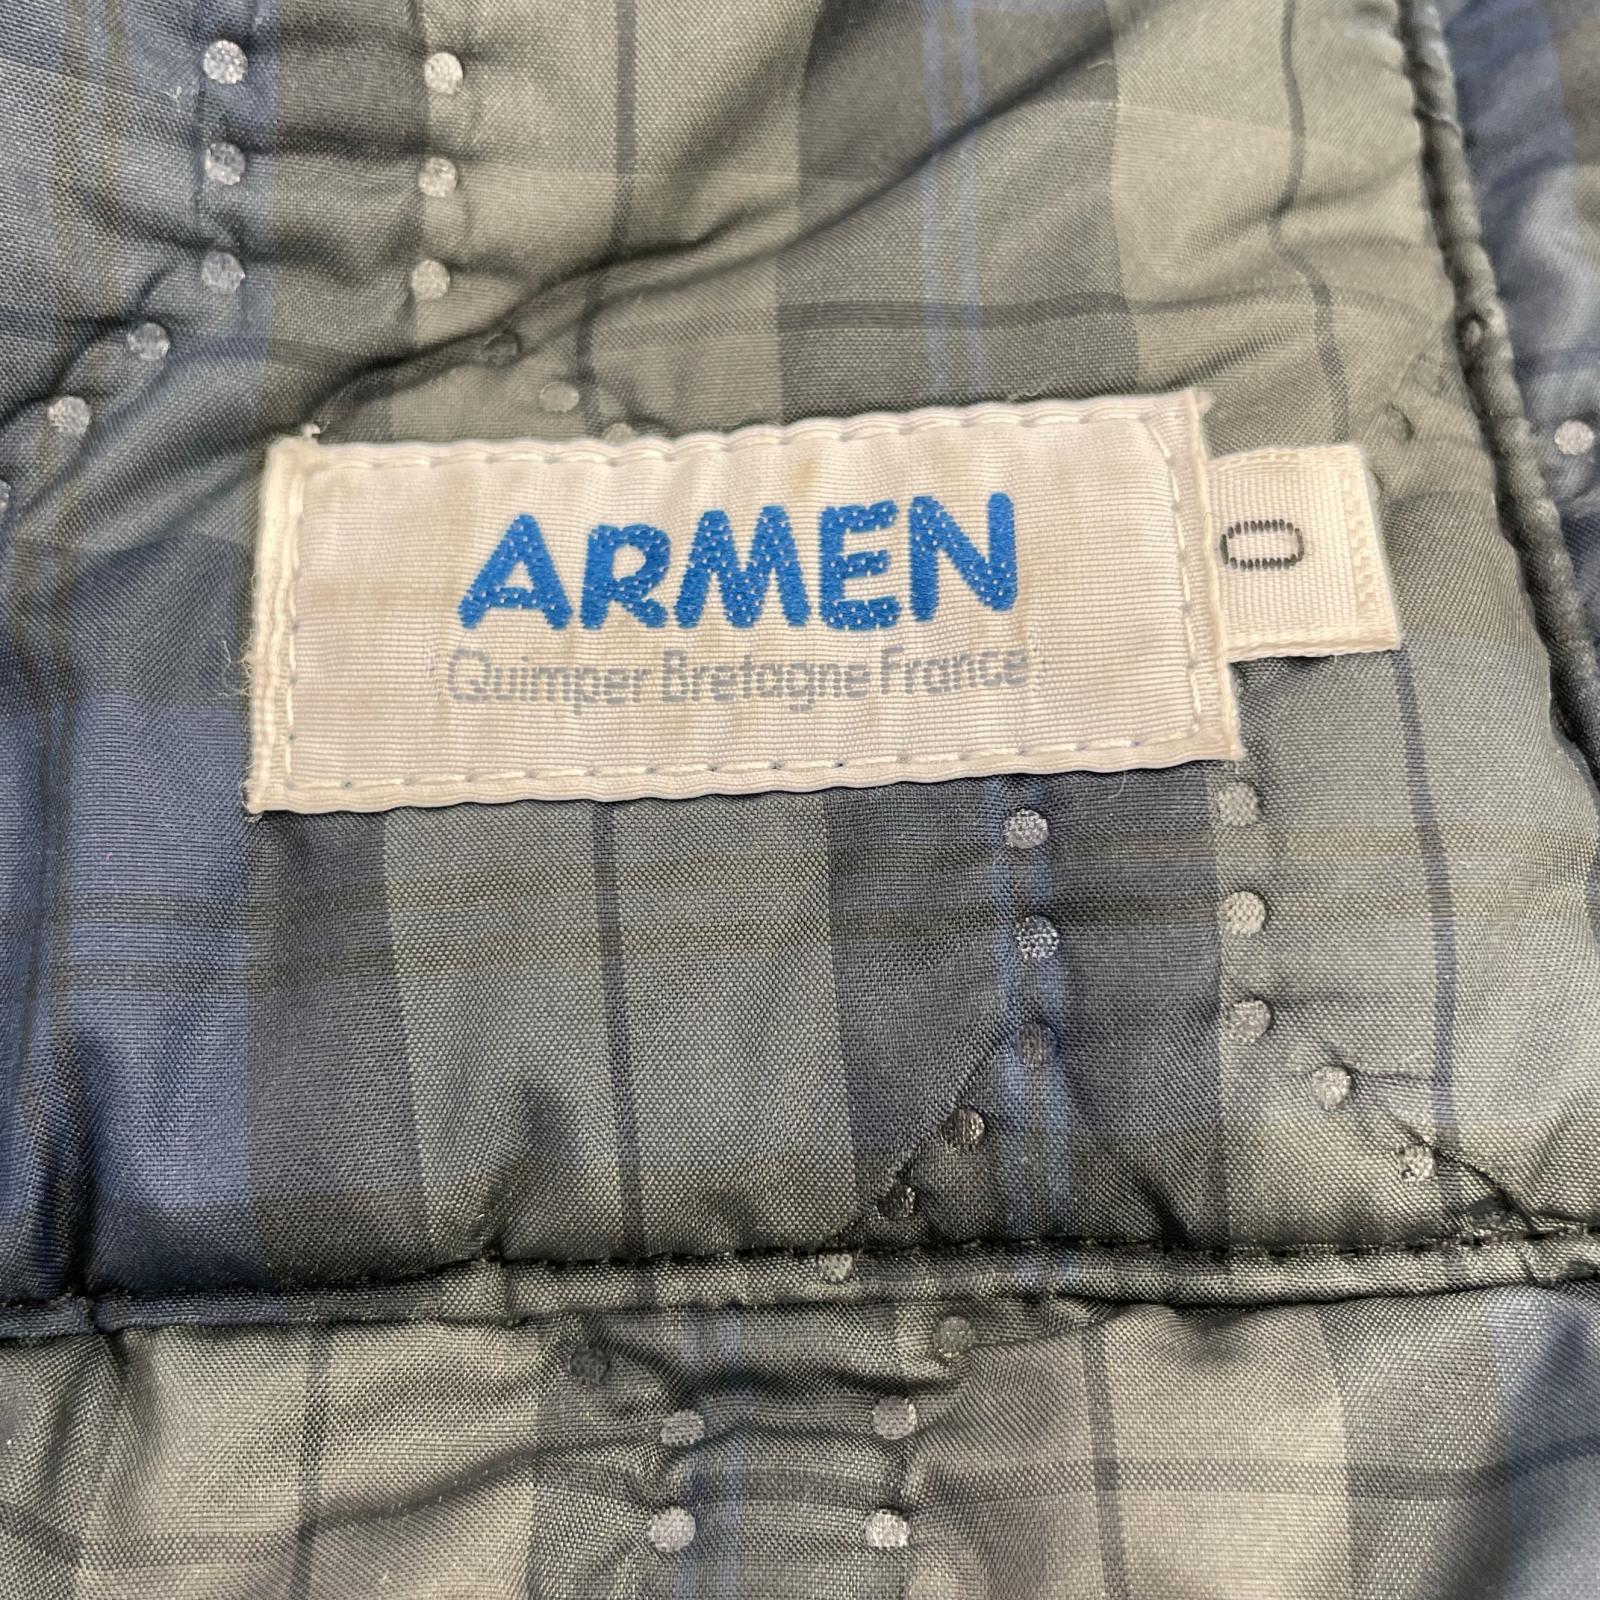 ARMEN
Quimper Bretagne France
0